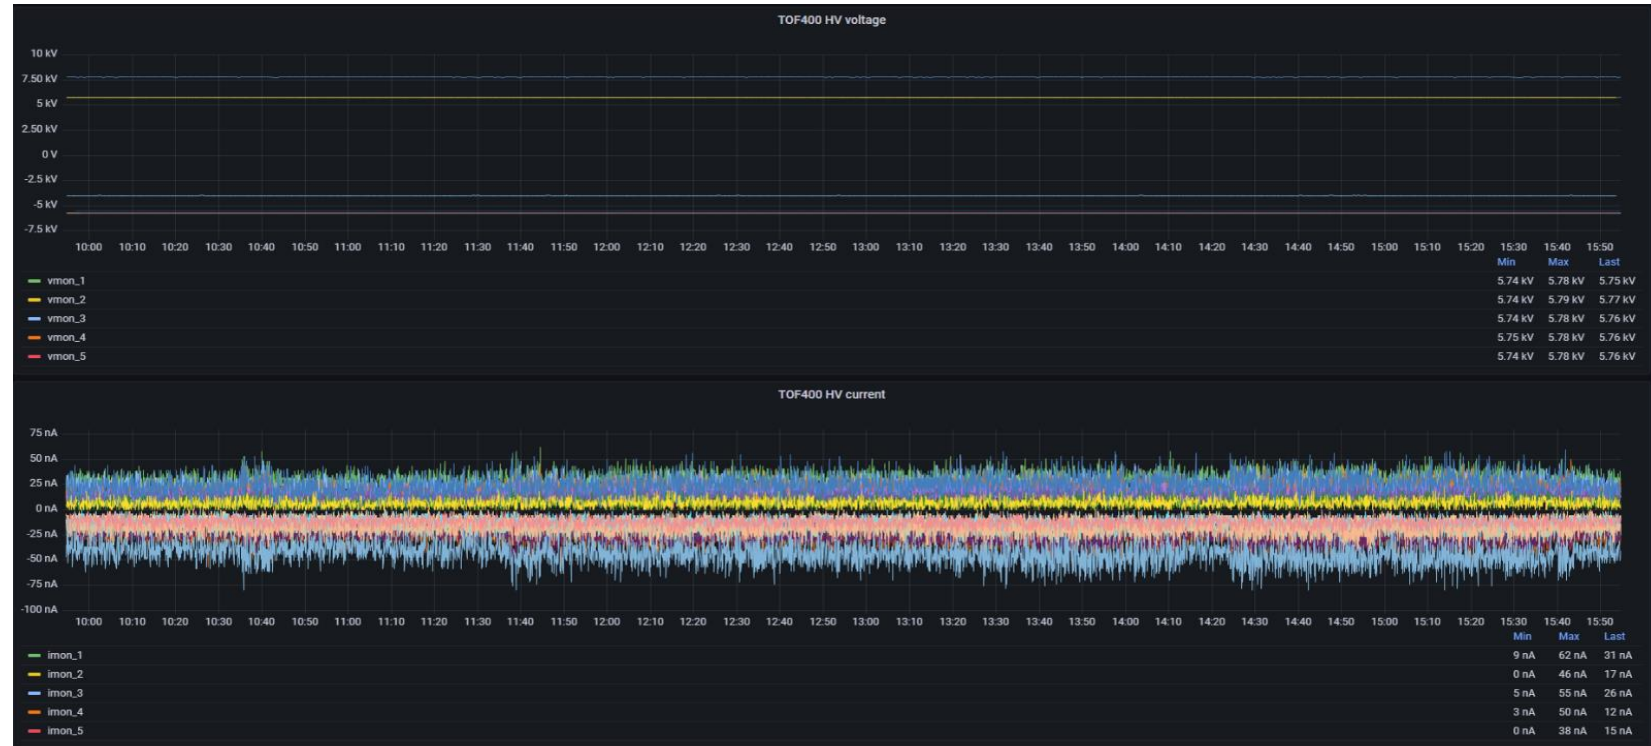 TOF400 HV voltage
10 kV
7.50 kV
5 kV
2.50 kV
0 V
-2.5 kV
-5 kV
-7.5 kV
10:00 10:10 10:20 10:30 10:40 10:50 11:00 11:10 11:20 11:30 11:40 11:50 12:00 12:10 12:20 12:30 12:40 12:50 13:00 13:10 13:20 13:30 13:40 13:50 14:00 14:10 14:20 14:30 14:40 14:50 15:00 15:10 15:20 15:30 15:40 15:50
Min Max Last
vmon_1 5.74 kV 5.78 kV 5.75 kV
vmon_2 5.74 kV 5.79 kV 5.77 kV
vmon_3 5.74 kV 5.78 kV 5.76 kV
vmon_4 5.75 kV 5.78 kV 5.76 kV
vmon_5 5.74 kV 5.78 kV 5.76 kV
TOF400 HV current
75 nA
50 nA
25 nA
0 nA
-25 nA
-50 nA
-75 nA
-100 nA
10:00 10:10 10:20 10:30 10:40 10:50 11:00 11:10 11:20 11:30 11:40 11:50 12:00 12:10 12:20 12:30 12:40 12:50 13:00 13:10 13:20 13:30 13:40 13:50 14:00 14:10 14:20 14:30 14:40 14:50 15:00 15:10 15:20 15:30 15:40 15:50
Min Max Last
imon_1 9 nA 62 nA 31 nA
imon_2 0 nA 46 nA 17 nA
imon_3 5 nA 55 nA 26 nA
imon_4 3 nA 50 nA 12 nA
imon_5 0 nA 38 nA 15 nA